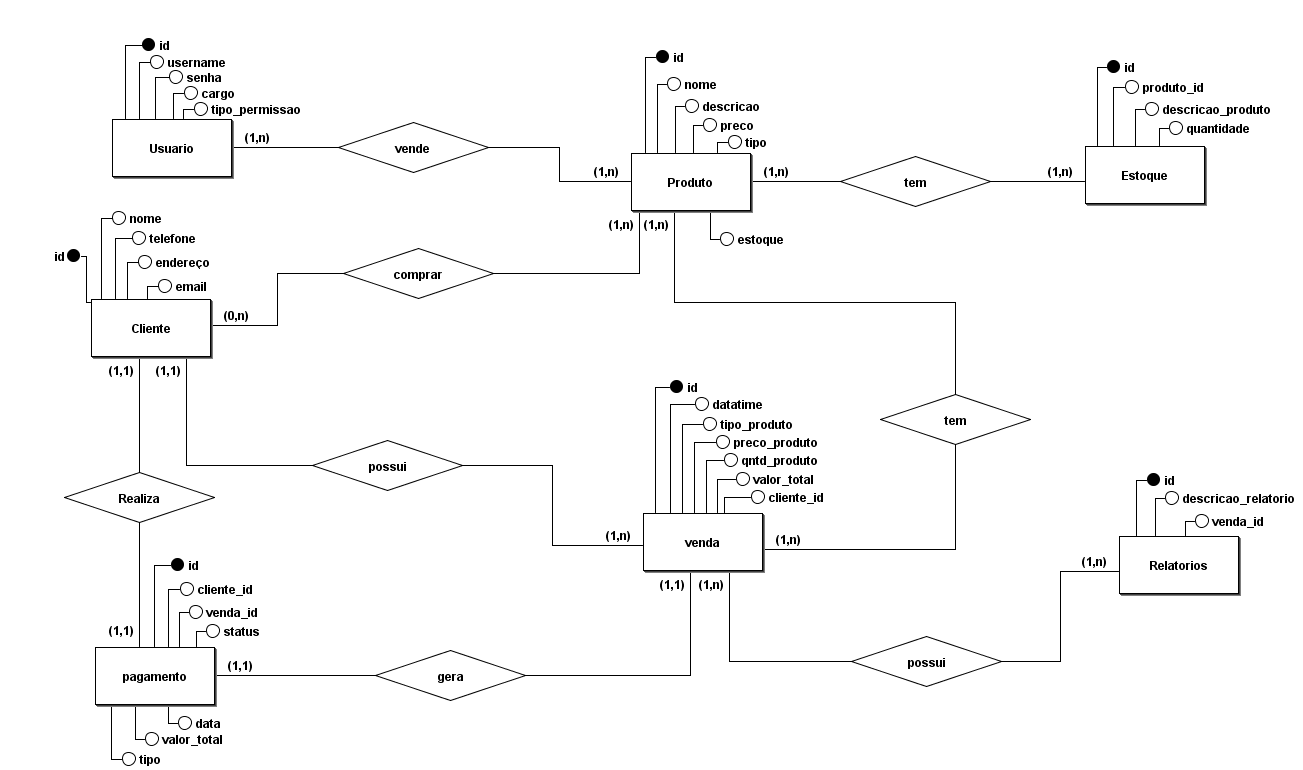 id
username
senha
cargo
tipo_permissao
Usuario
(1,n)
vende
id
nome
descricao
preco
tipo
(1,n)
Produto
(1,n)
(1,n)
(1,n)
estoque
tem
id
produto_id
descricao_produto
quantidade
(1,n)
Estoque
nome
telefone
id
endereço
email
Cliente
(0,n)
comprar
(1,1)
(1,1)
possui
Realiza
id
datatime
tipo_produto
preco_produto
qntd_produto
valor_total
cliente_id
(1,n)
venda
(1,n)
tem
(1,1)
(1,n)
id
descricao_relatorio
venda_id
(1,n)
Relatorios
possui
id
cliente_id
venda_id
status
(1,1)
pagamento
(1,1)
gera
data
valor_total
tipo